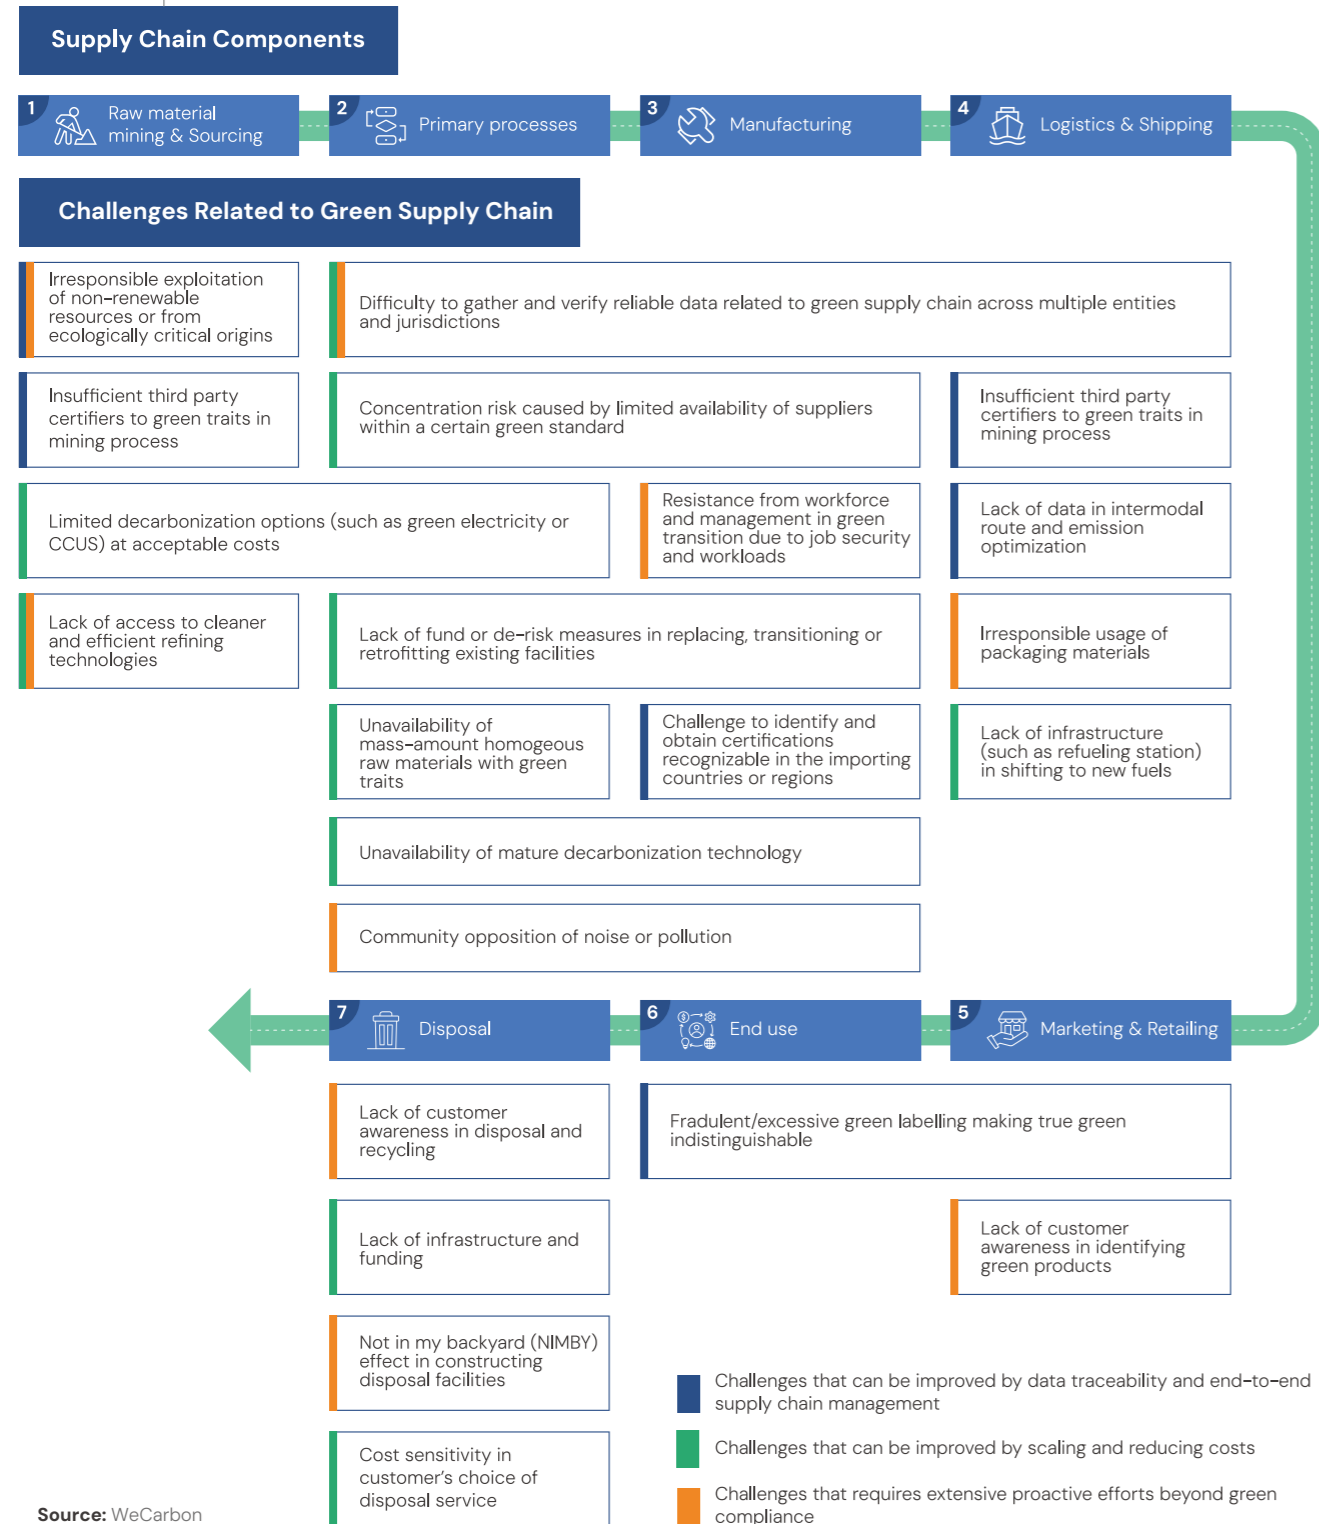 Supply Chain Components
1
Raw material
mining & Sourcing
2
Primary processes
3
Manufacturing
4
Logistics & Shipping
Challenges Related to Green Supply Chain
Irresponsible exploitation
of non-renewable
resources or from
ecologically critical origins
Difficulty to gather and verify reliable data related to green supply chain across multiple entities
and jurisdictions
Insufficient third party
certifiers to green traits in
mining process
Concentration risk caused by limited availability of suppliers
within a certain green standard
Insufficient third party
certifiers to green traits in
mining process
Limited decarbonization options (such as green electricity or
CCUS) at acceptable costs
Resistance from workforce
and management in green
transition due to job security
and workloads
Lack of data in intermodal
route and emission
optimization
Lack of access to cleaner
and efficient refining
technologies
Lack of fund or de-risk measures in replacing, transitioning or
retrofitting existing facilities
Irresponsible usage of
packaging materials
Unavailability of
mass-amount homogeous
raw materials with green
traits
Challenge to identify and
obtain certifications
recognizable in the importing
countries or regions
Lack of infrastructure
(such as refueling station)
in shifting to new fuels
Unavailability of mature decarbonization technology
Community opposition of noise or pollution
7
Disposal
6
End use
5
Marketing & Retailing
Lack of customer
awareness in disposal and
recycling
Fradulent/excessive green labelling making true green
indistinguishable
Lack of infrastructure and
funding
Lack of customer
awareness in identifying
green products
Not in my backyard (NIMBY)
effect in constructing
disposal facilities
Cost sensitivity in
customer's choice of
disposal service
Challenges that can be improved by data traceability and end-to-end
supply chain management
Challenges that can be improved by scaling and reducing costs
Challenges that requires extensive proactive efforts beyond green
compliance
Source: WeCarbon